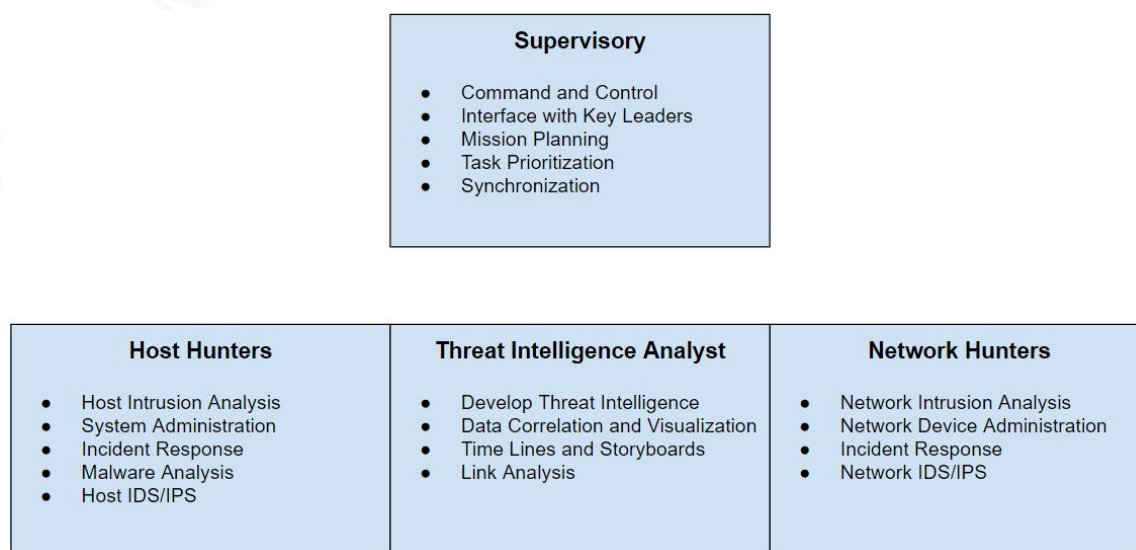 Supervisory
● Command and Control
● Interface with Key Leaders
● Mission Planning
● Task Prioritization
● Synchronization
Host Hunters
● Host Intrusion Analysis
● System Administration
● Incident Response
● Malware Analysis
● Host IDS/IPS
Threat Intelligence Analyst
● Develop Threat Intelligence
● Data Correlation and Visualization
● Time Lines and Storyboards
● Link Analysis
Network Hunters
● Network Intrusion Analysis
● Network Device Administration
● Incident Response
● Network IDS/IPS